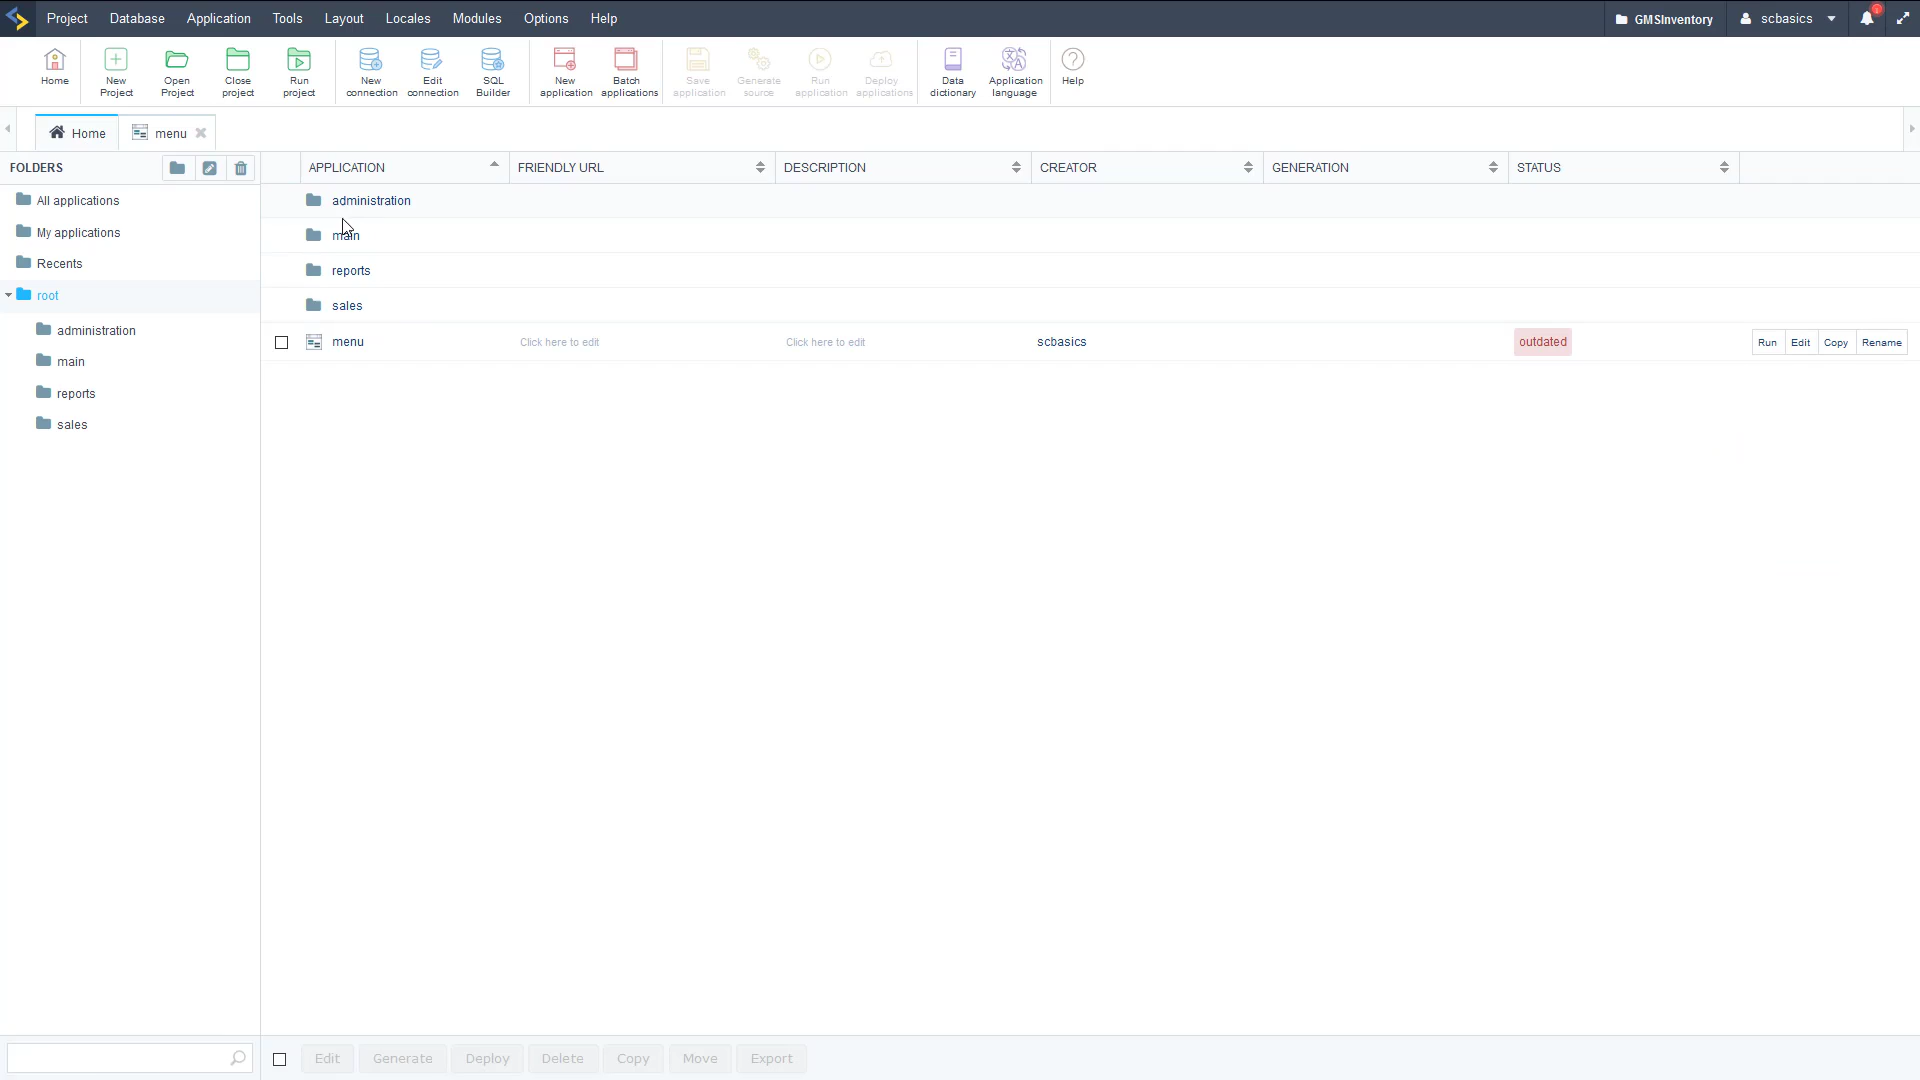 Project Database Application Tools Layout Locales Modules Options Help GMSInventory scbasics
Home
New Project
Open Project
Close project
Run project
New connection
Edit connection
SQL Builder
New application
Batch applications
Save application
Generate source
Run application
Deploy applications
Data dictionary
Application language
Help
Home menu
FOLDERS
All applications
My applications
Recents
root
administration
main
reports
sales
APPLICATION FRIENDLY URL DESCRIPTION CREATOR GENERATION STATUS
administration
main
reports
sales
menu Click here to edit Click here to edit scbasics outdated Run Edit Copy Rename
Edit Generate Deploy Delete Copy Move Export